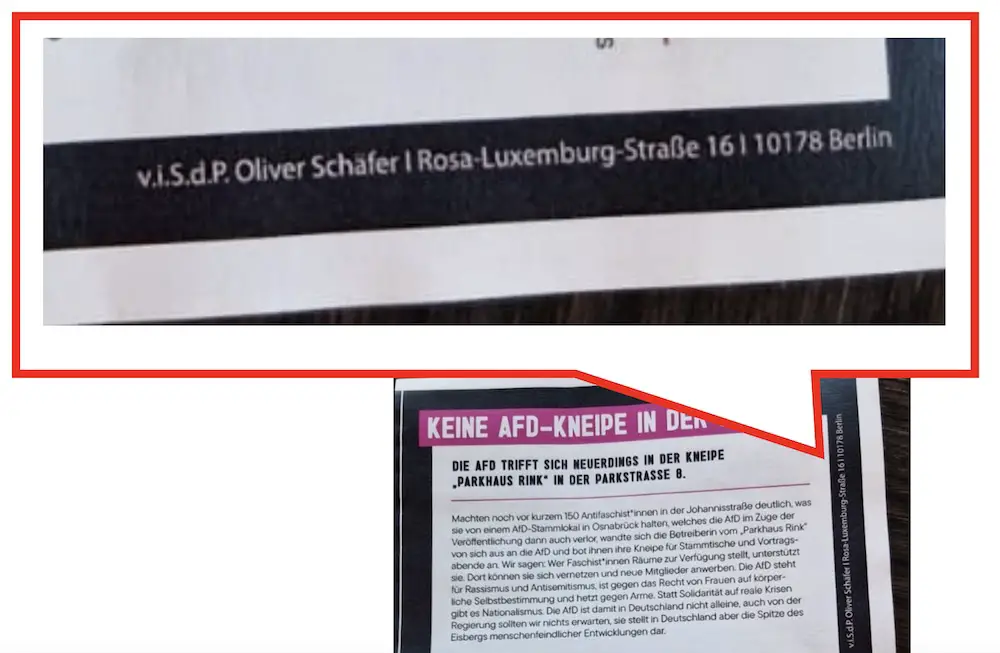 v.i.S.d.P. Oliver Schäfer I Rosa-Luxemburg-Straße 16 I 10178 Berlin
KEINE AFD-KNEIPE IN DER
DIE AFD TRIFFT SICH NEUERDINGS IN DER KNEIPE
„PARKHAUS RINK“ IN DER PARKSTRASSE 8.
Machten noch vor kurzem 150 Antifaschist*innen in der Johannisstraße deutlich, was
sie von einem AfD-Stammlokal in Osnabrück halten, welches die AfD im Zuge der
Veröffentlichung dann auch verlor, wandte sich die Betreiberin vom „Parkhaus Rink“
von sich aus an die AfD und bot ihnen ihre Kneipe für Stammtische und Vortrags-
abende an. Wir sagen: Wer Faschist*innen Räume zur Verfügung stellt, unterstützt
sie. Dort können sie sich vernetzen und neue Mitglieder anwerben. Die AfD steht
für Rassismus und Antisemitismus, ist gegen das Recht von Frauen auf körper-
liche Selbstbestimmung und hetzt gegen Arme. Statt Solidarität auf reale Krisen
gibt es Nationalismus. Die AfD ist damit in Deutschland nicht alleine, auch von der
Regierung sollten wir nichts erwarten, sie stellt in Deutschland aber die Spitze des
Eisbergs menschenfeindlicher Entwicklungen dar.
v.i.S.d.P. Oliver Schäfer I Rosa-Luxemburg-Straße 16 I 10178 Berlin